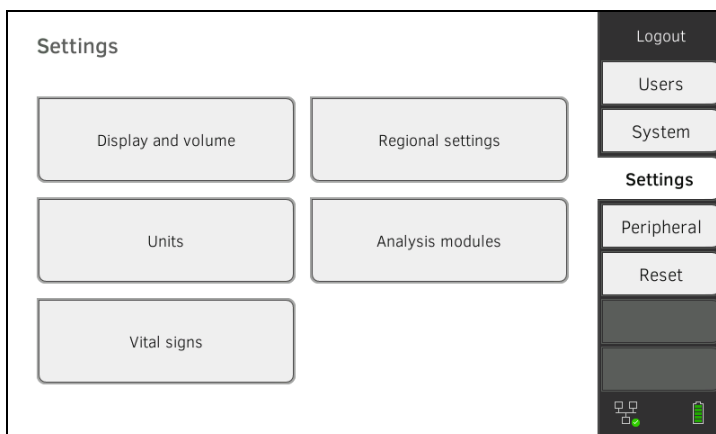 Settings
Display and volume
Regional settings
Units
Analysis modules
Vital signs
Logout
Users
System
Settings
Peripheral
Reset